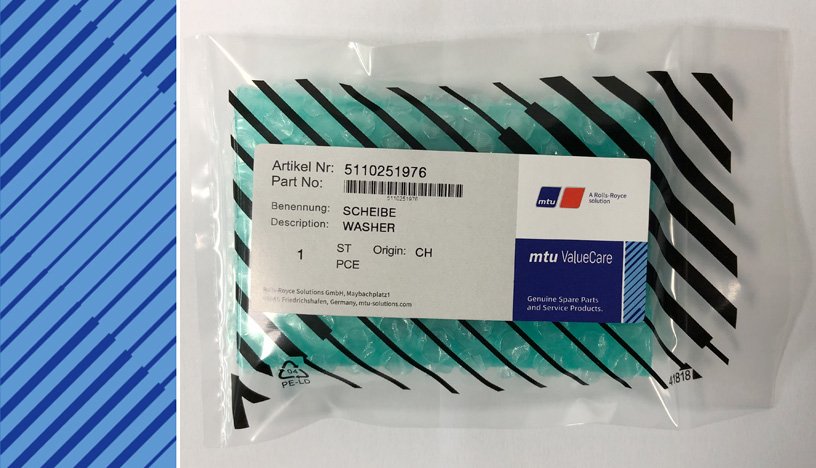 Artikel Nr: 5110251976
Part No:
5110251976
Benennung: SCHEIBE
Description: WASHER
1 ST Origin: CH
PCE
Rolls-Royce Solutions GmbH, Maybachplatz1
88045 Friedrichshafen, Germany, mtu-solutions.com
mtu
A Rolls-Royce
solution
mtu ValueCare
Genuine Spare Parts
and Service Products.
04
PE-LD
41818